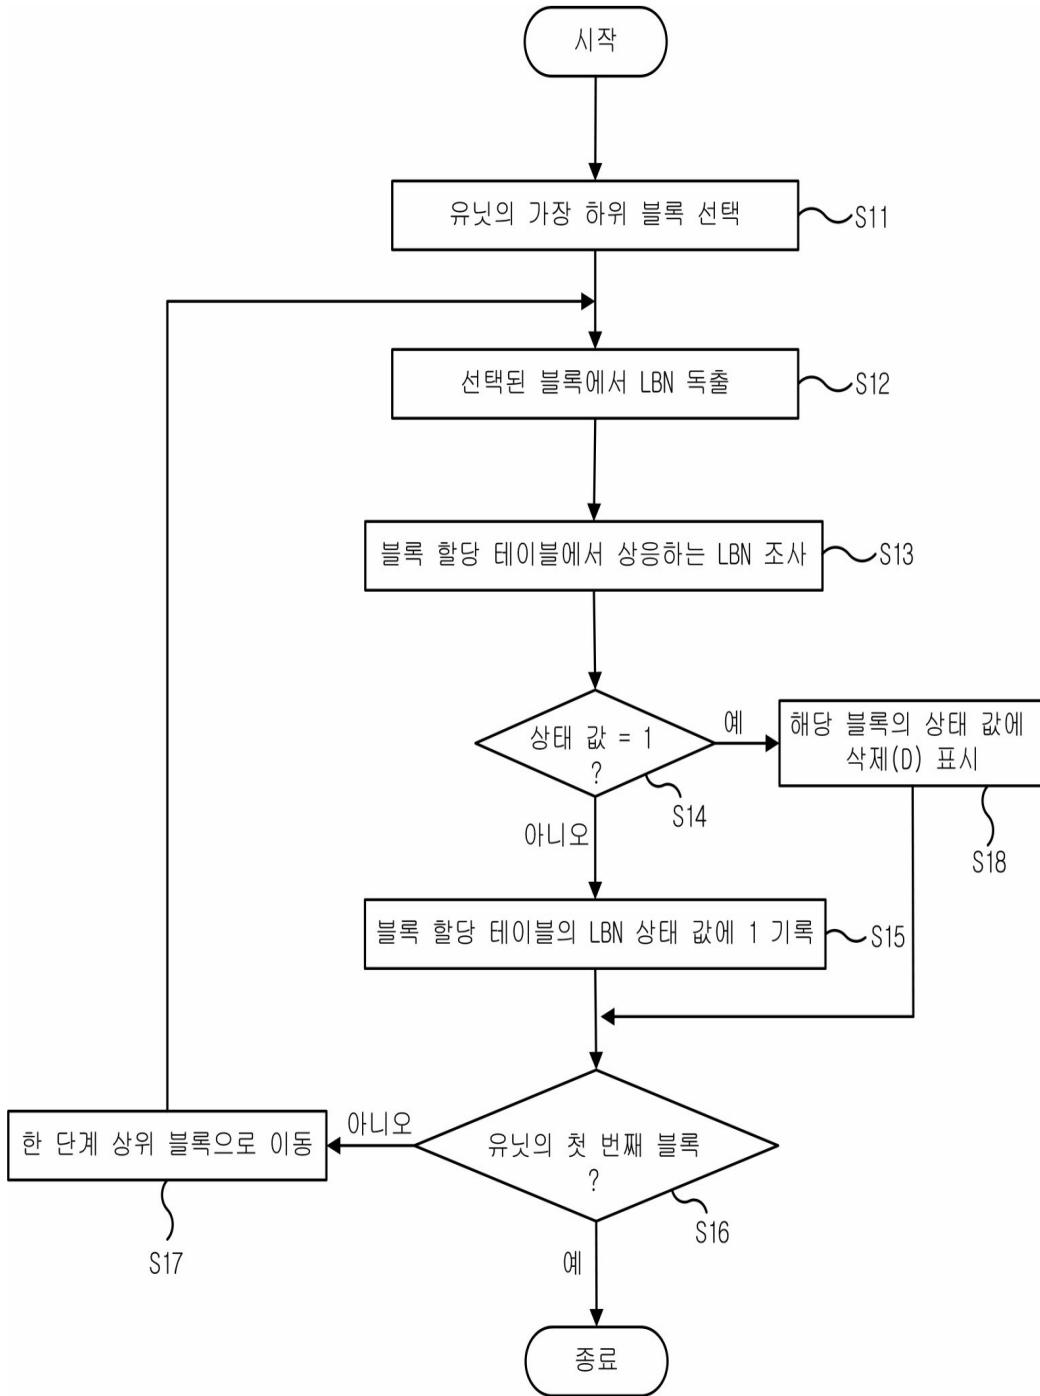 시작
유닛의 가장 하위 블록 선택
S11
선택된 블록에서 LBN 독출
S12
블록 할당 테이블에서 상응하는 LBN 조사
S13
상태 값 = 1
?
S14
예
해당 블록의 상태 값에
삭제(D) 표시
S18
아니오
블록 할당 테이블의 LBN 상태 값에 1 기록
S15
유닛의 첫 번째 블록
?
S16
아니오
한 단계 상위 블록으로 이동
S17
예
종료